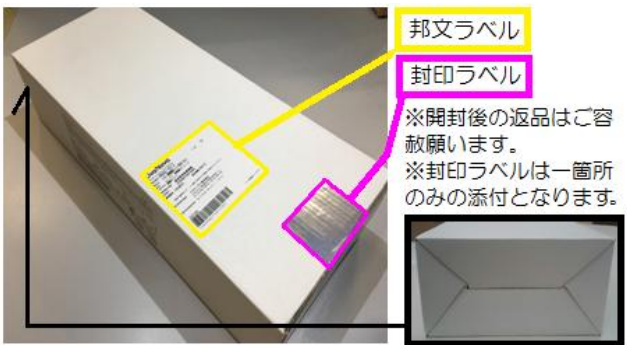 邦文ラベル
封印ラベル
※開封後の返品はご容
赦願います。
※封印ラベルは一箇所
のみの添付となります。